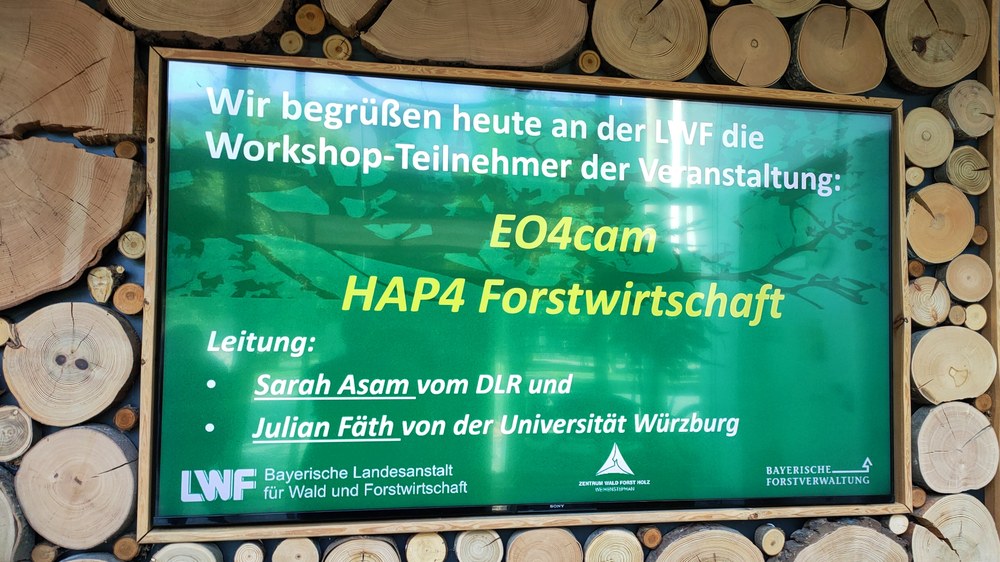 Wir begrüßen heute an der LWF die
Workshop-Teilnehmer der Veranstaltung:
EO4cam
HAP4 Forstwirtschaft
Leitung:
• Sarah Asam vom DLR und
• Julian Fäth von der Universität Würzburg
LWF Bayerische Landesanstalt
für Wald und Forstwirtschaft
ZENTRUM WALD FORST HOLZ
WEIHENSTEPHAN
BAYERISCHE
FORSTVERWALTUNG
SONY